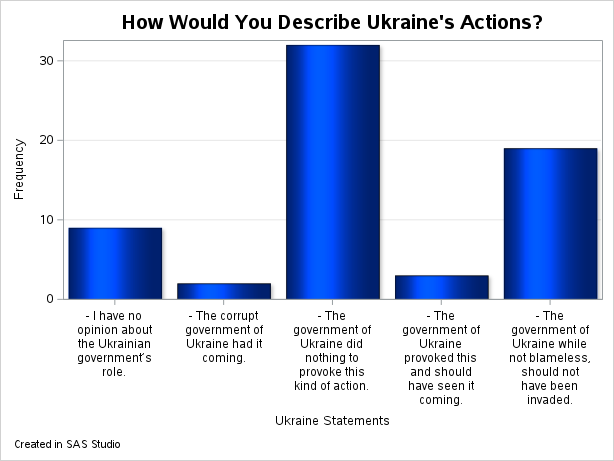 How Would You Describe Ukraine's Actions?
30
20
10
0
Frequency
- I have no
opinion about
the Ukrainian
government's
role.
- The corrupt
government of
Ukraine had it
coming.
- The
government of
Ukraine did
nothing to
provoke this
kind of action.
- The
government of
Ukraine
provoked this
and should
have seen it
coming.
- The
government of
Ukraine while
not blameless,
should not
have been
invaded.
Ukraine Statements
Created in SAS Studio